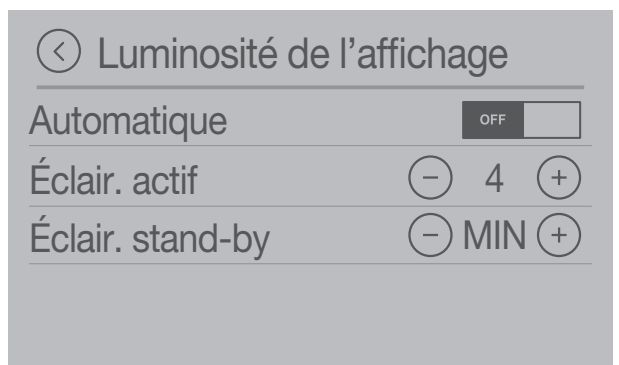 Luminosité de l’affichage
Automatique OFF
Éclair. actif − 4 +
Éclair. stand-by − MIN +